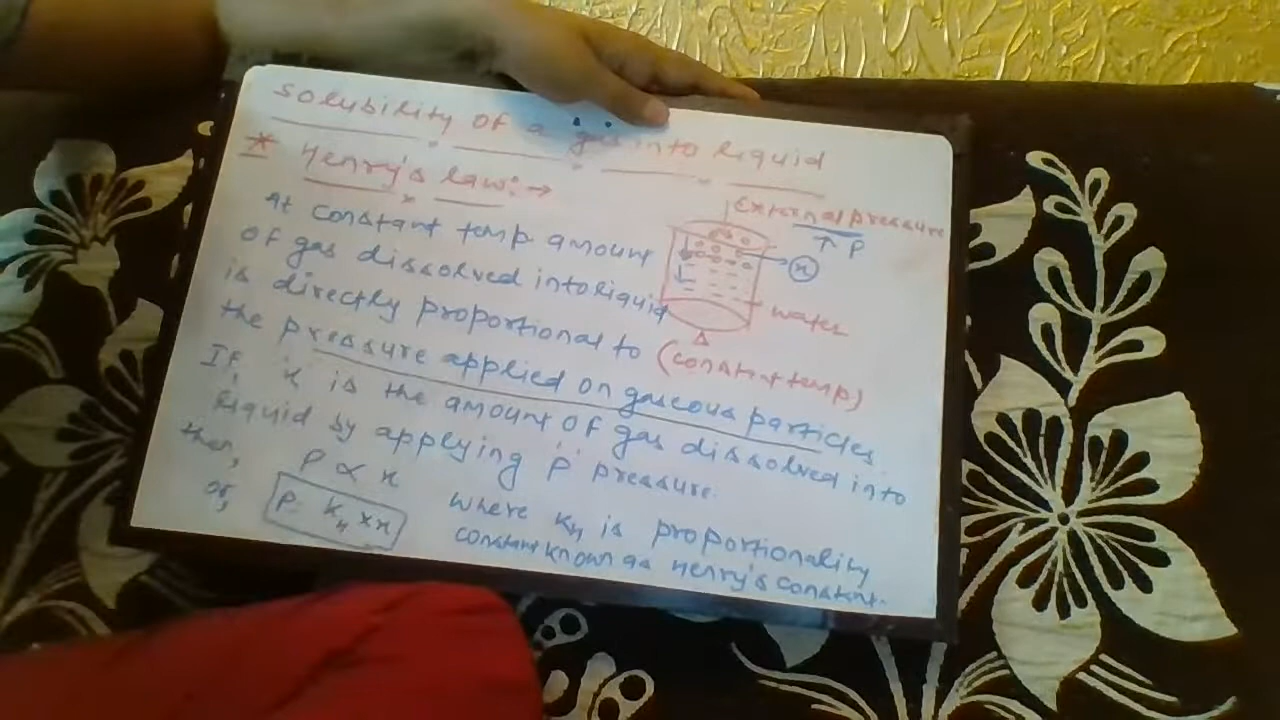 Solubility of a gas into liquid
* Henry's law:→
External pressure
↑ P
At constant temp amount
x
of gas dissolved into liquid
water
is directly proportional to
(constant temp)
the pressure applied on gaseous particles
If, x is the amount of gas dissolved into
liquid by applying 'p' pressure.
then, P ∝ x
or, P = K_H × x where K_H is proportionality
constant known as Henry's constant.